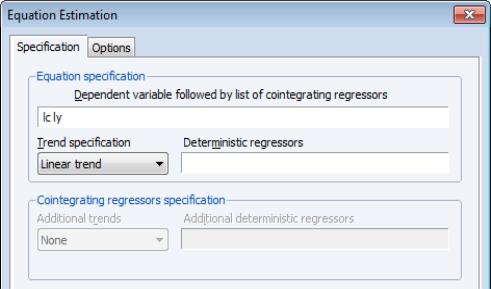 Equation Estimation
Specification Options
Equation specification
Dependent variable followed by list of cointegrating regressors
lc ly
Trend specification Deterministic regressors
Linear trend
Cointegrating regressors specification
Additional trends Additional deterministic regressors
None